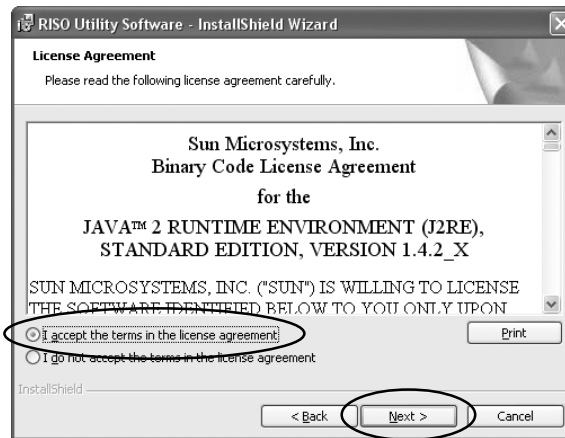 RISO Utility Software - InstallShield Wizard
License Agreement
Please read the following license agreement carefully.
Sun Microsystems, Inc.
Binary Code License Agreement
for the
JAVA™ 2 RUNTIME ENVIRONMENT (J2RE),
STANDARD EDITION, VERSION 1.4.2_X
SUN MICROSYSTEMS, INC. ("SUN") IS WILLING TO LICENSE
THE SOFTWARE IDENTIFIED BELOW TO YOU ONLY UPON
I accept the terms in the license agreement
Print
I do not accept the terms in the license agreement
InstallShield
< Back Next > Cancel